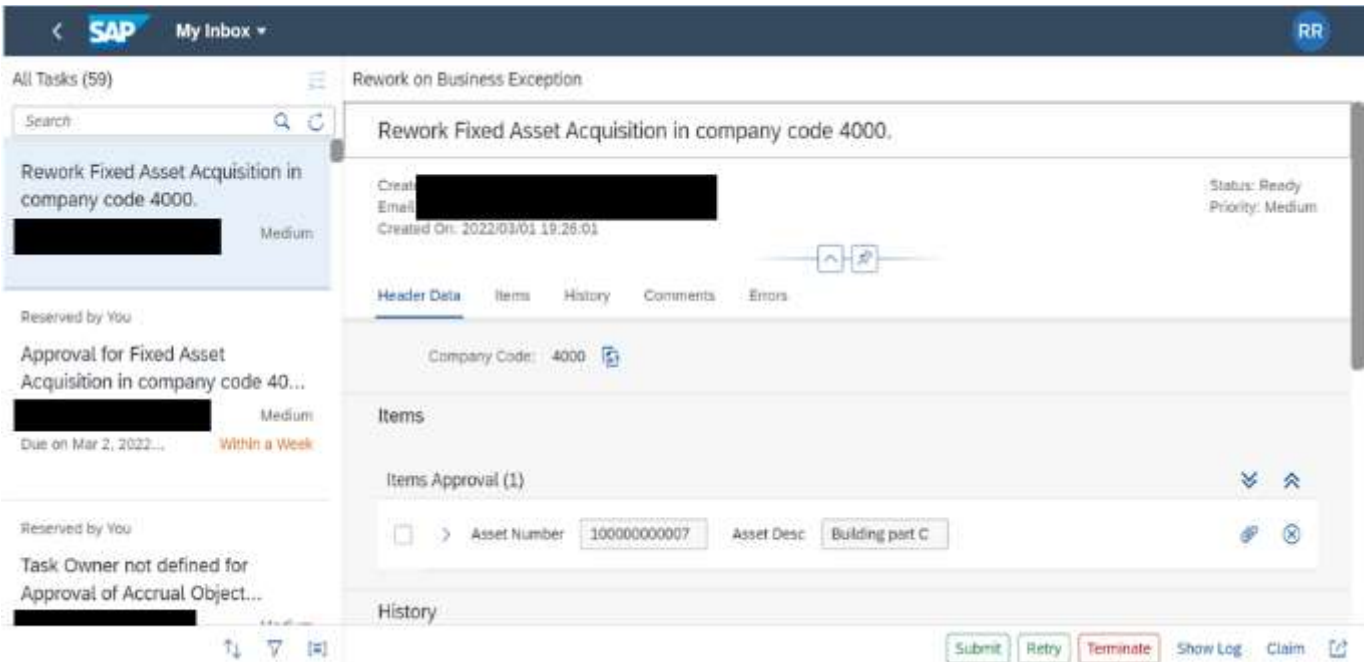 SAP My Inbox
RR
All Tasks (59)
Search
Rework Fixed Asset Acquisition in
company code 4000.
Medium
Reserved by You
Approval for Fixed Asset
Acquisition in company code 40...
Medium
Due on Mar 2, 2022... Within a Week
Reserved by You
Task Owner not defined for
Approval of Accrual Object...
Rework on Business Exception
Rework Fixed Asset Acquisition in company code 4000.
Status: Ready
Email
Priority: Medium
Created On: 2022/03/01 19:26:01
Header Data Items History Comments Errors
Company Code: 4000
Items
Items Approval (1)
Asset Number 100000000007 Asset Desc Building part C
History
Submit Retry Terminate Show Log Claim